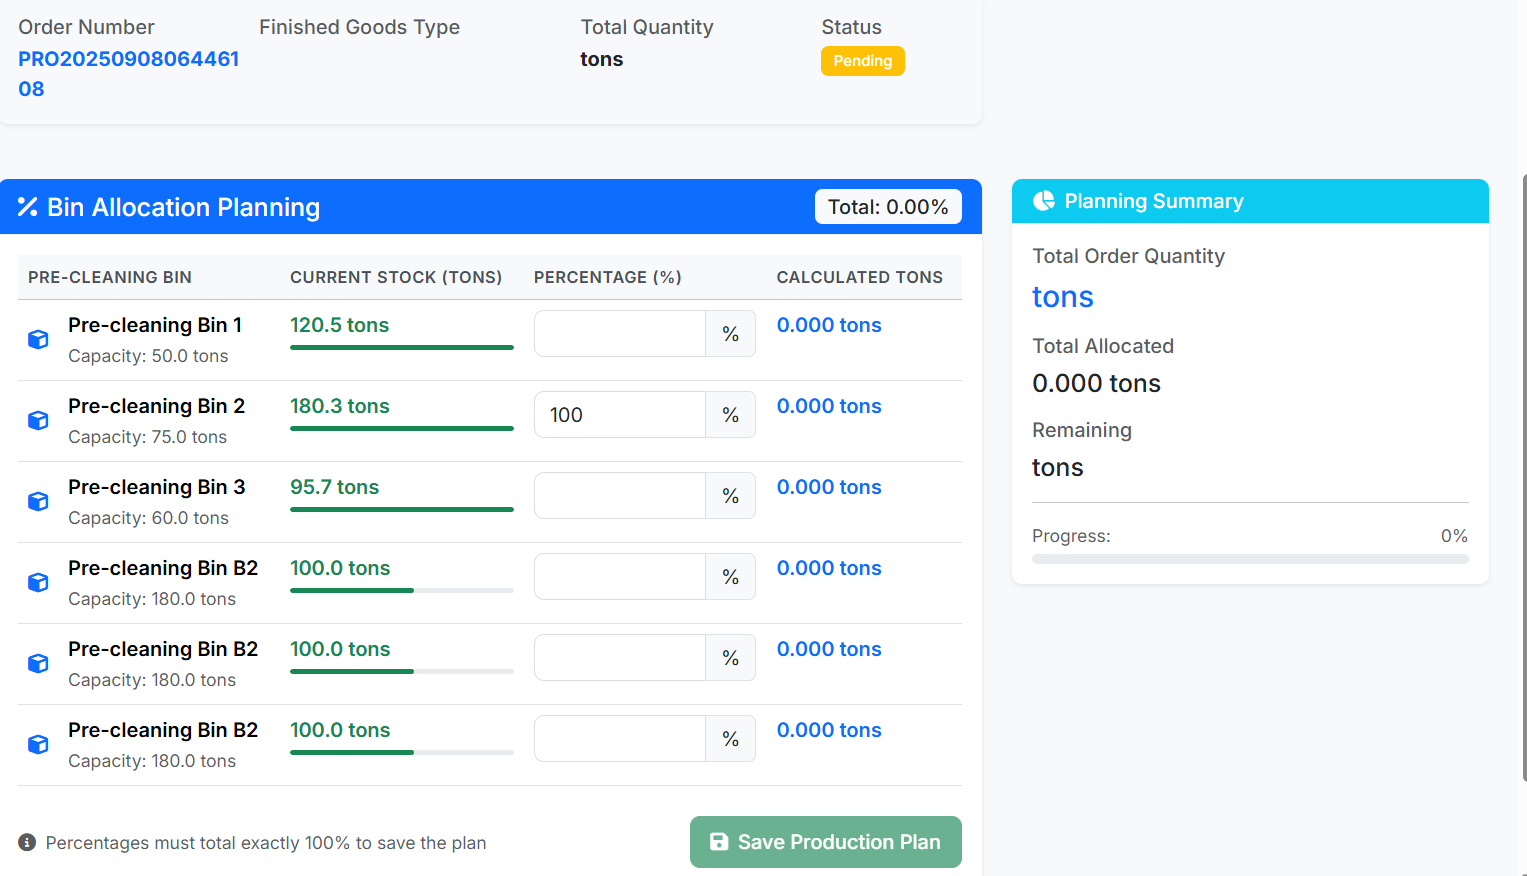 Order Number
PRO20250908064461
08
Finished Goods Type
Total Quantity
tons
Status
Pending
Bin Allocation Planning
Total: 0.00%
PRE-CLEANING BIN CURRENT STOCK (TONS) PERCENTAGE (%) CALCULATED TONS
Pre-cleaning Bin 1 120.5 tons % 0.000 tons
Capacity: 50.0 tons
Pre-cleaning Bin 2 180.3 tons 100 % 0.000 tons
Capacity: 75.0 tons
Pre-cleaning Bin 3 95.7 tons % 0.000 tons
Capacity: 60.0 tons
Pre-cleaning Bin B2 100.0 tons % 0.000 tons
Capacity: 180.0 tons
Pre-cleaning Bin B2 100.0 tons % 0.000 tons
Capacity: 180.0 tons
Pre-cleaning Bin B2 100.0 tons % 0.000 tons
Capacity: 180.0 tons
Percentages must total exactly 100% to save the plan
Save Production Plan
Planning Summary
Total Order Quantity
tons
Total Allocated
0.000 tons
Remaining
tons
Progress: 0%